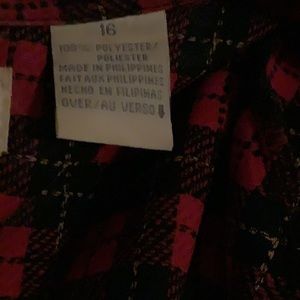 16
100% POLYESTER/
POLIESTER
MADE IN PHILIPPINES
FAIT AUX PHILIPPINES
HECHO EN FILIPINAS
OVER/AU VERSO